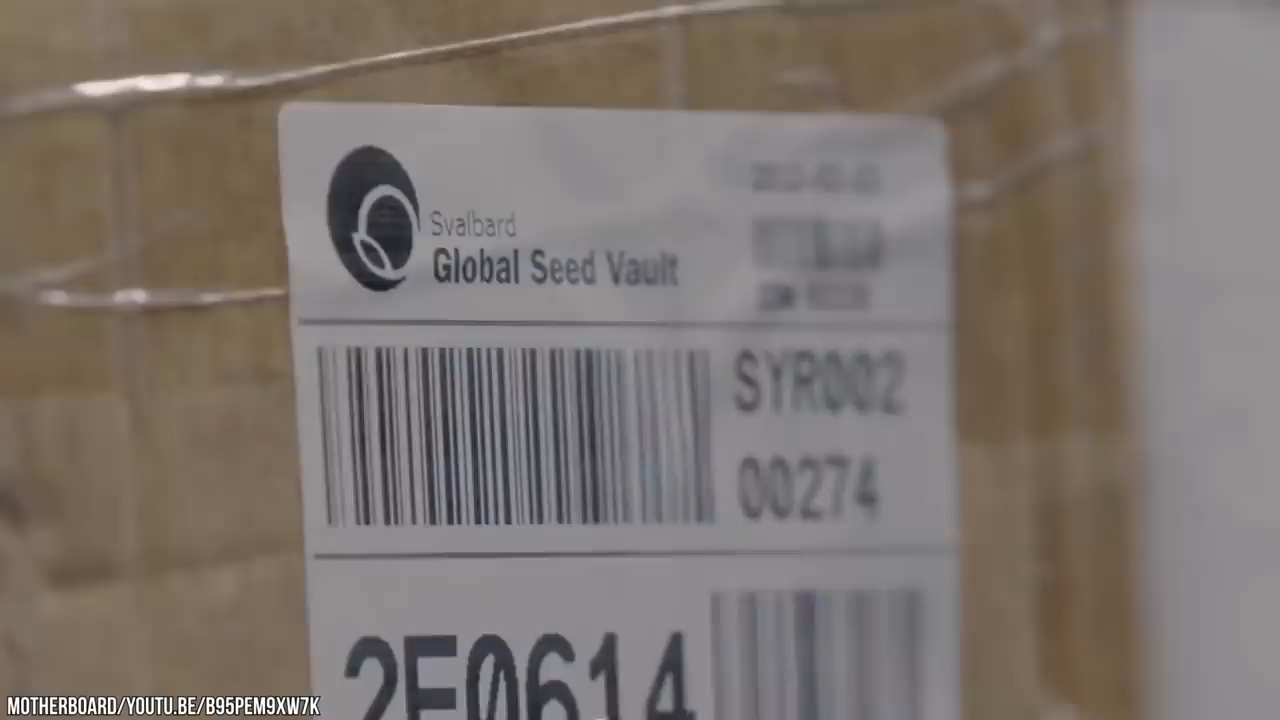 Svalbard
Global Seed Vault
SYR002
00274
2E0614
MOTHERBOARD/YOUTU.BE/B95PEM9XW7K